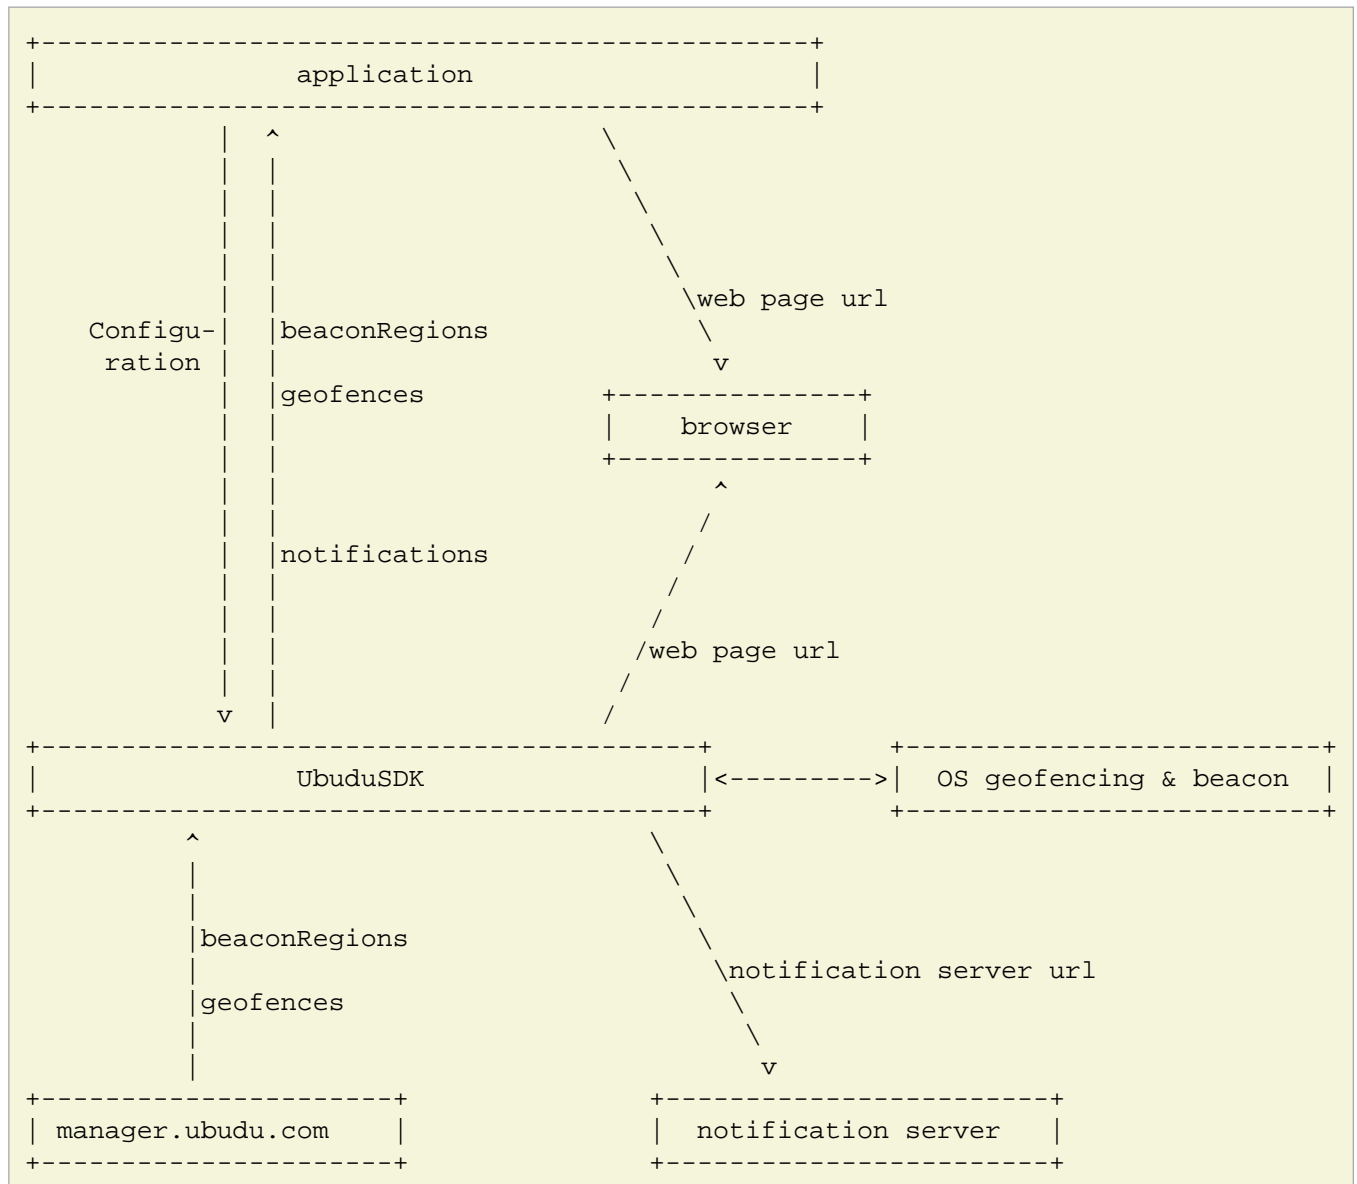 application
web page url
Configu- beaconRegions
ration
geofences
browser
notifications
web page url
UbuduSDK OS geofencing & beacon
beaconRegions
notification server url
geofences
manager.ubudu.com notification server